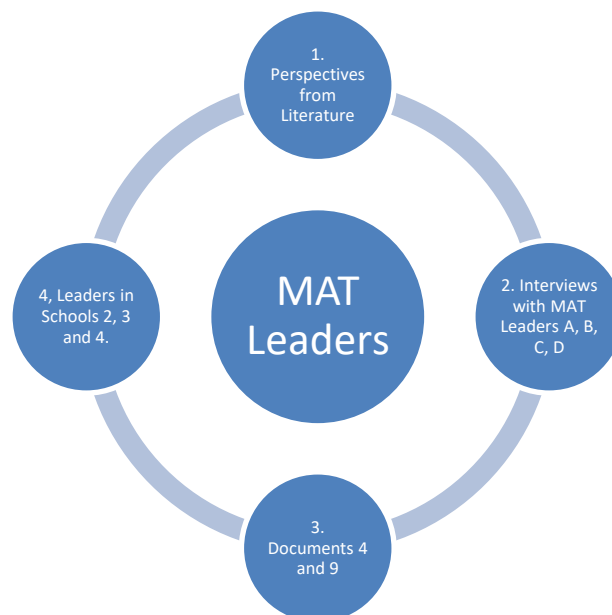 1.
Perspectives
from
Literature
MAT
Leaders
2. Interviews
with MAT
Leaders A, B,
C, D
3.
Documents 4
and 9
4, Leaders in
Schools 2, 3
and 4.